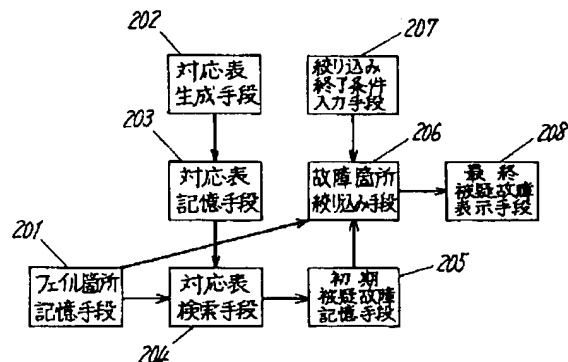 202
対応表
生成手段
207
絞り込み
終了条件
入力手段
203
対応表
記憶手段
206
故障箇所
絞り込み手段
208
最終
被疑故障
表示手段
201
フェイル箇所
記憶手段
対応表
検索手段
204
初期
被疑故障
記憶手段
205